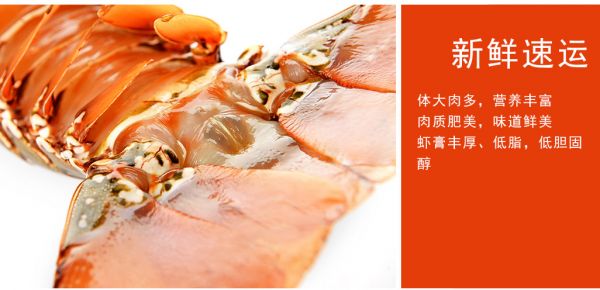 新鲜速运
体大肉多，营养丰富
肉质肥美，味道鲜美
虾膏丰厚、低脂，低胆固
醇